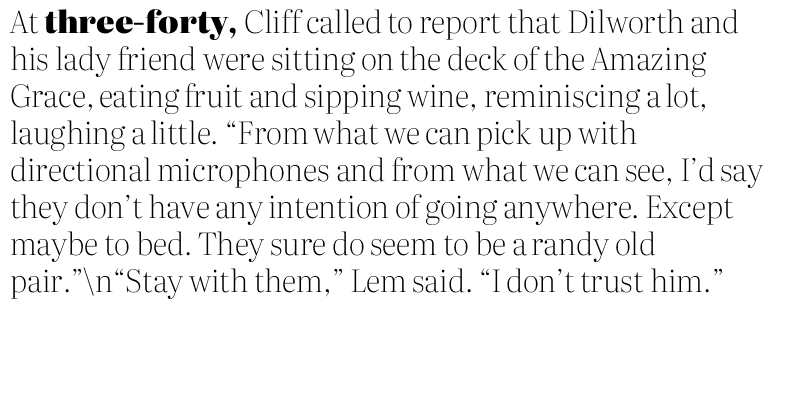 At three-forty, Cliff called to report that Dilworth and
his lady friend were sitting on the deck of the Amazing
Grace, eating fruit and sipping wine, reminiscing a lot,
laughing a little. “From what we can pick up with
directional microphones and from what we can see, I’d say
they don’t have any intention of going anywhere. Except
maybe to bed. They sure do seem to be a randy old
pair.”\n“Stay with them,” Lem said. “I don’t trust him.”